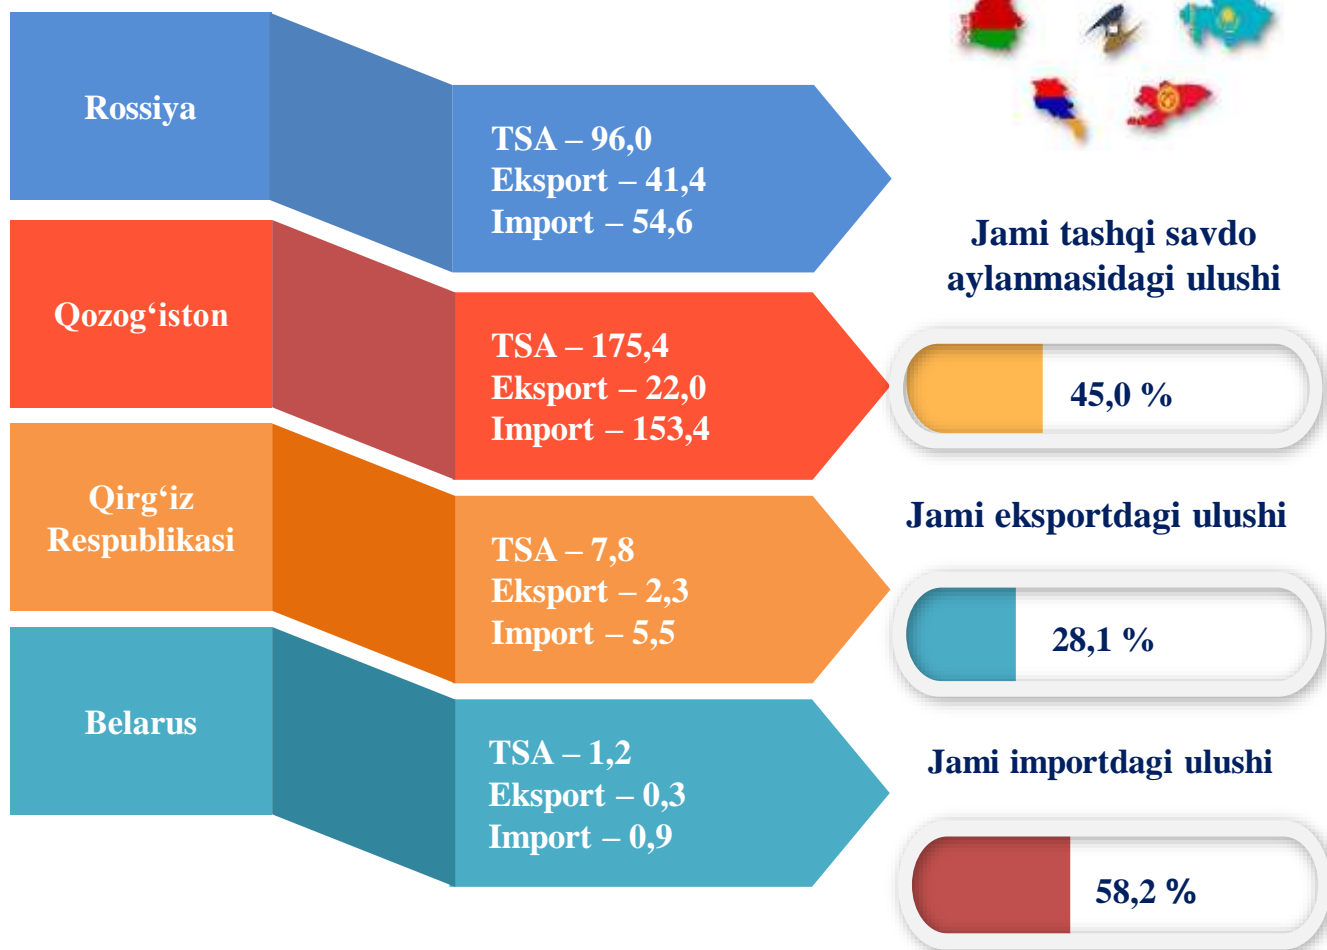 Rossiya
TSA – 96,0
Eksport – 41,4
Import – 54,6
Qozog‘iston
TSA – 175,4
Eksport – 22,0
Import – 153,4
Qirg‘iz
Respublikasi
TSA – 7,8
Eksport – 2,3
Import – 5,5
Belarus
TSA – 1,2
Eksport – 0,3
Import – 0,9
Jami tashqi savdo
aylanmasidagi ulushi
45,0 %
Jami eksportdagi ulushi
28,1 %
Jami importdagi ulushi
58,2 %